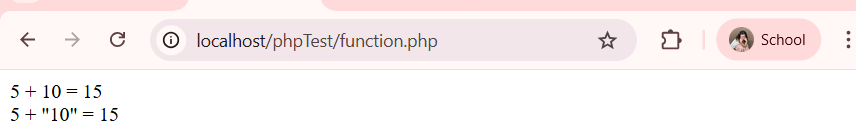 localhost/phpTest/function.php
School
5 + 10 = 15
5 + "10" = 15